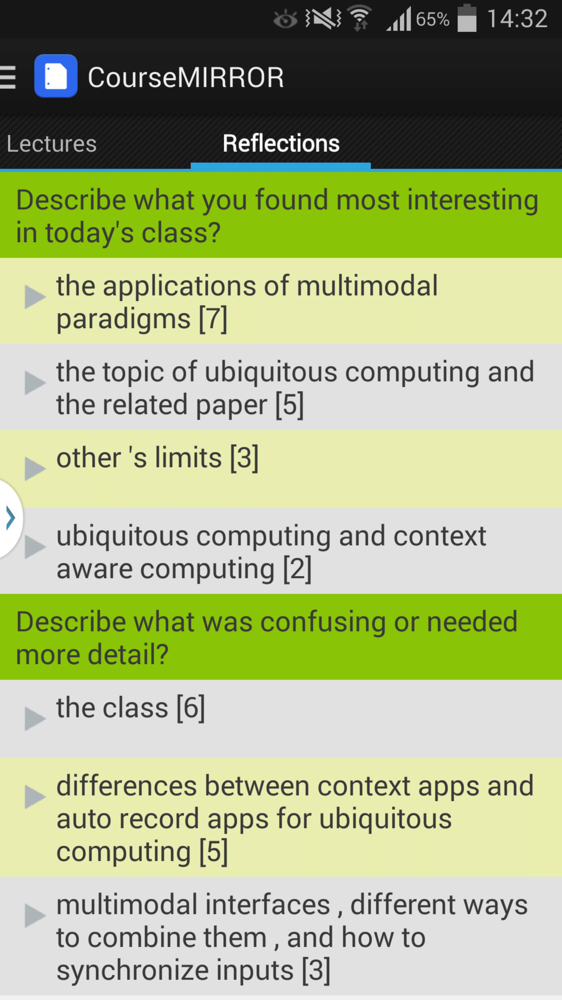 65% 14:32
CourseMIRROR
Lectures Reflections
Describe what you found most interesting
in today's class?
the applications of multimodal
paradigms [7]
the topic of ubiquitous computing and
the related paper [5]
other 's limits [3]
ubiquitous computing and context
aware computing [2]
Describe what was confusing or needed
more detail?
the class [6]
differences between context apps and
auto record apps for ubiquitous
computing [5]
multimodal interfaces , different ways
to combine them , and how to
synchronize inputs [3]